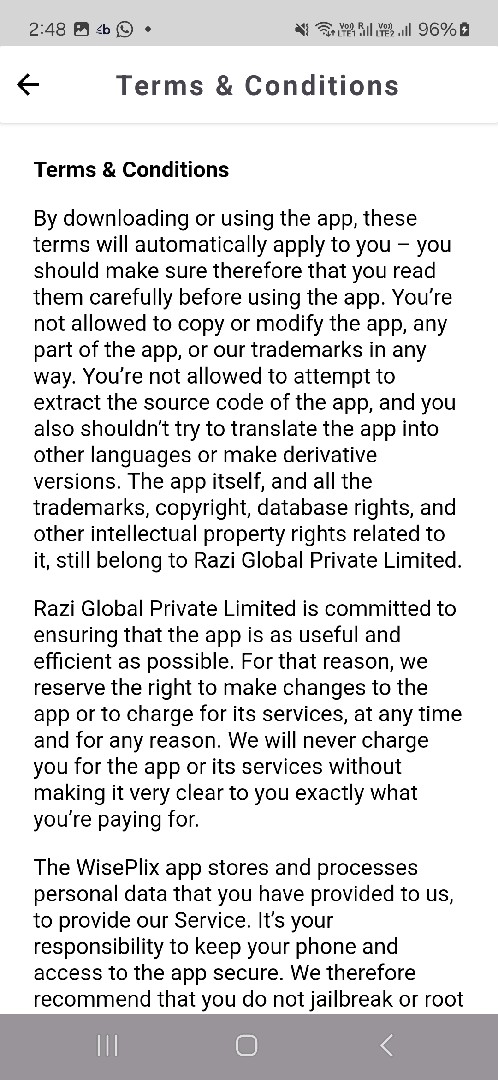 2:48
96%
Terms & Conditions
Terms & Conditions
By downloading or using the app, these
terms will automatically apply to you – you
should make sure therefore that you read
them carefully before using the app. You’re
not allowed to copy or modify the app, any
part of the app, or our trademarks in any
way. You’re not allowed to attempt to
extract the source code of the app, and you
also shouldn’t try to translate the app into
other languages or make derivative
versions. The app itself, and all the
trademarks, copyright, database rights, and
other intellectual property rights related to
it, still belong to Razi Global Private Limited.
Razi Global Private Limited is committed to
ensuring that the app is as useful and
efficient as possible. For that reason, we
reserve the right to make changes to the
app or to charge for its services, at any time
and for any reason. We will never charge
you for the app or its services without
making it very clear to you exactly what
you’re paying for.
The WisePlix app stores and processes
personal data that you have provided to us,
to provide our Service. It’s your
responsibility to keep your phone and
access to the app secure. We therefore
recommend that you do not jailbreak or root